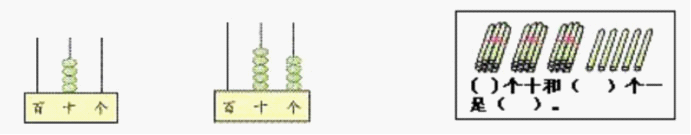 百 十 个
百 十 个
( )个十和( )个一
是( )。